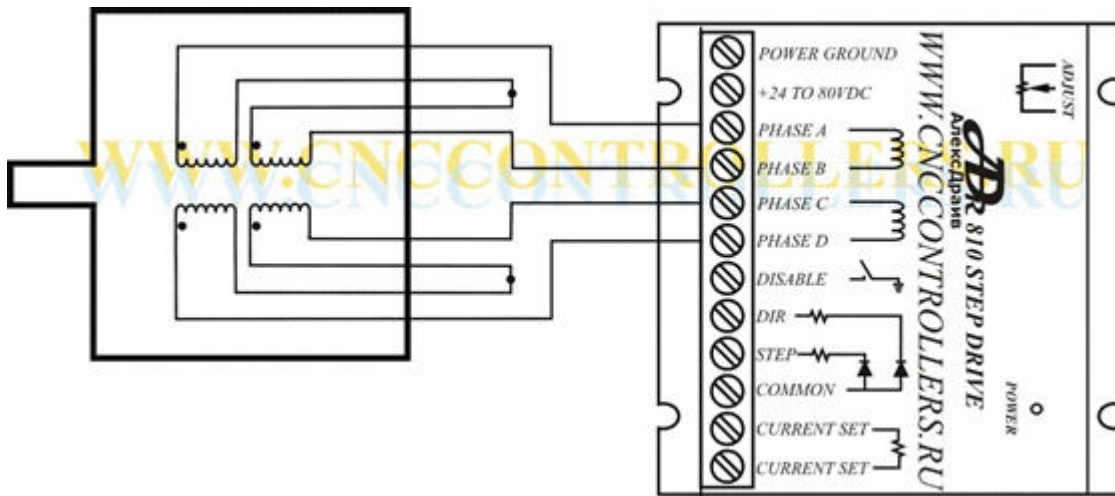 POWER GROUND
+24 TO 80VDC
PHASE A
PHASE B
PHASE C
PHASE D
DISABLE
DIR
STEP
COMMON
CURRENT SET
CURRENT SET
WWW.CNCCONTROLLERS.RU
АлексДрайв
810 STEP DRIVE
ADJUST
POWER
WWW.CNCCONTROLLERS.RU